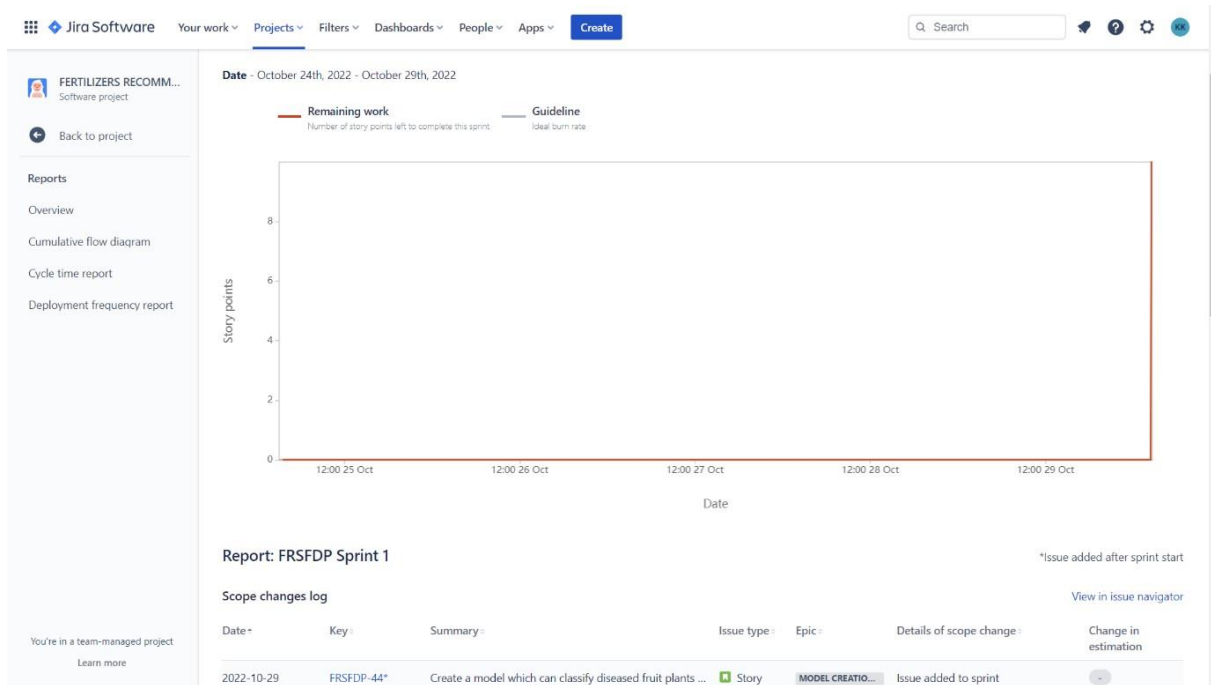 Jira Software Your work Projects Filters Dashboards People Apps Create Search KK
FERTILIZERS RECOMM...
Software project
Back to project
Reports
Overview
Cumulative flow diagram
Cycle time report
Deployment frequency report
You're in a team-managed project
Learn more
Date - October 24th, 2022 - October 29th, 2022
Remaining work
Number of story points left to complete this sprint
Guideline
Ideal burn rate
Story points
8
6
4
2
0
12:00 25 Oct 12:00 26 Oct 12:00 27 Oct 12:00 28 Oct 12:00 29 Oct
Date
Report: FRSFDP Sprint 1
*Issue added after sprint start
Scope changes log
View in issue navigator
Date Key Summary Issue type Epic Details of scope change Change in estimation
2022-10-29 FRSFDP-44* Create a model which can classify diseased fruit plants ... Story MODEL CREATIO... Issue added to sprint -